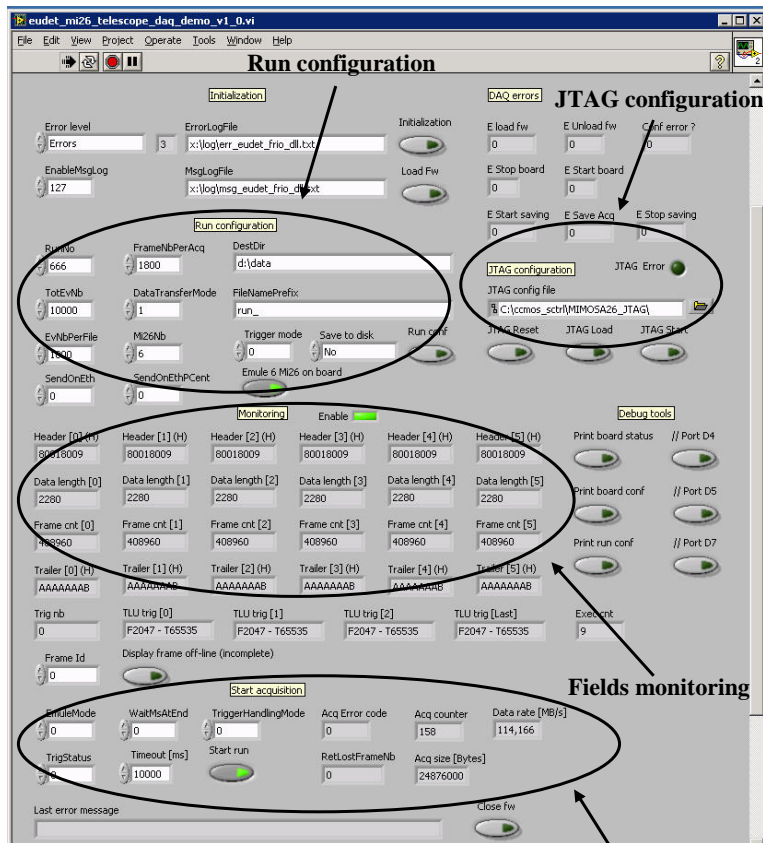 eudet_mi26_telescope_daq_demo_v1_0.vi
File Edit View Project Operate Tools Window Help
Run configuration
2
Initialization
DAQ errors
JTAG configuration
Error level
ErrorLogFile
Initialization
E load fw
E Unload fw
Conf error ?
Errors
3
x:\log\err_eudet_frio_dll.txt
0
0
0
EnableMsgLog
MsgLogFile
Load Fw
E Stop board
E Start board
127
x:\log\msg_eudet_frio_dll.txt
0
0
Run configuration
E Start saving
E Save Acq
E Stop saving
0
0
0
RunNo
FrameNbPerAcq
DestDir
666
1800
d:\data
JTAG configuration
JTAG Error
TotEvNb
DataTransferMode
FileNamePrefix
JTAG config file
10000
1
run_
C:\ccmos_sctrl\MIMOSA26_JTAG\
EvNbPerFile
Mi26Nb
Trigger mode
Save to disk
Run conf
JTAG Reset
JTAG Load
JTAG Start
1000
6
0
No
SendOnEth
SendOnEthPCent
Emule 6 Mi26 on board
0
0
Monitoring
Enable
Debug tools
Header [0] (H)
Header [1] (H)
Header [2] (H)
Header [3] (H)
Header [4] (H)
Header [5] (H)
Print board status
// Port D4
80018009
80018009
80018009
80018009
80018009
80018009
Data length [0]
Data length [1]
Data length [2]
Data length [3]
Data length [4]
Data length [5]
Print board conf
// Port D5
2280
2280
2280
2280
2280
2280
Frame cnt [0]
Frame cnt [1]
Frame cnt [2]
Frame cnt [3]
Frame cnt [4]
Frame cnt [5]
Print run conf
// Port D7
408960
408960
408960
408960
408960
408960
Trailer [0] (H)
Trailer [1] (H)
Trailer [2] (H)
Trailer [3] (H)
Trailer [4] (H)
Trailer [5] (H)
AAAAAAAB
AAAAAAAB
AAAAAAAB
AAAAAAAB
AAAAAAAB
AAAAAAAB
Trig nb
TLU trig [0]
TLU trig [1]
TLU trig [2]
TLU trig [Last]
Exec cnt
0
F2047 - T65535
F2047 - T65535
F2047 - T65535
F2047 - T65535
9
Frame Id
Display frame off-line (incomplete)
0
Fields monitoring
Start acquisition
EmuleMode
WaitMsAtEnd
TriggerHandlingMode
Acq Error code
Acq counter
Data rate [MB/s]
0
0
0
0
158
114,166
TrigStatus
Timeout [ms]
Start run
RetLostFrameNb
Acq size [Bytes]
0
10000
0
24876000
Last error message
Close fw